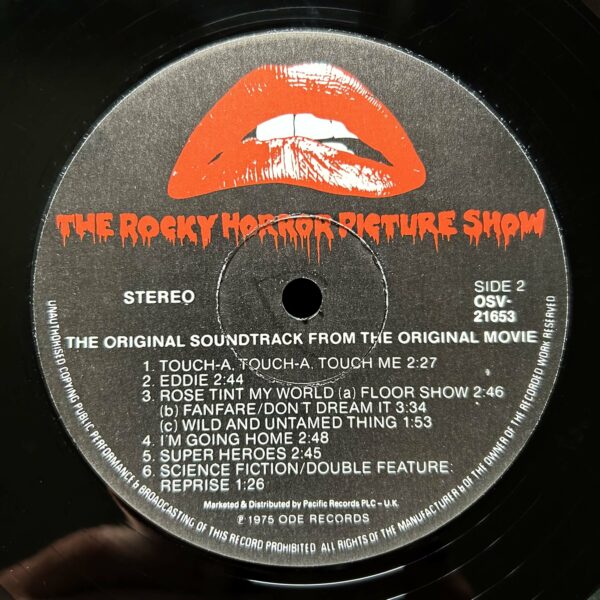 THE ROCKY HORROR PICTURE SHOW
STEREO
SIDE 2
OSV-
21653
THE ORIGINAL SOUNDTRACK FROM THE ORIGINAL MOVIE
1. TOUCH-A, TOUCH-A, TOUCH ME 2:27
2. EDDIE 2:44
3. ROSE TINT MY WORLD (a) FLOOR SHOW 2:46
(b) FANFARE/DON'T DREAM IT 3:34
(c) WILD AND UNTAMED THING 1:53
4. I'M GOING HOME 2:48
5. SUPER HEROES 2:45
6. SCIENCE FICTION/DOUBLE FEATURE:
REPRISE 1:26
Marketed & Distributed by Pacific Records PLC – U.K.
℗ 1975 ODE RECORDS
UNAUTHORISED COPYING PUBLIC PERFORMANCE & BROADCASTING OF THIS RECORD PROHIBITED ALL RIGHTS OF THE MANUFACTURER & OF THE OWNER OF THE RECORDED WORK RESERVED